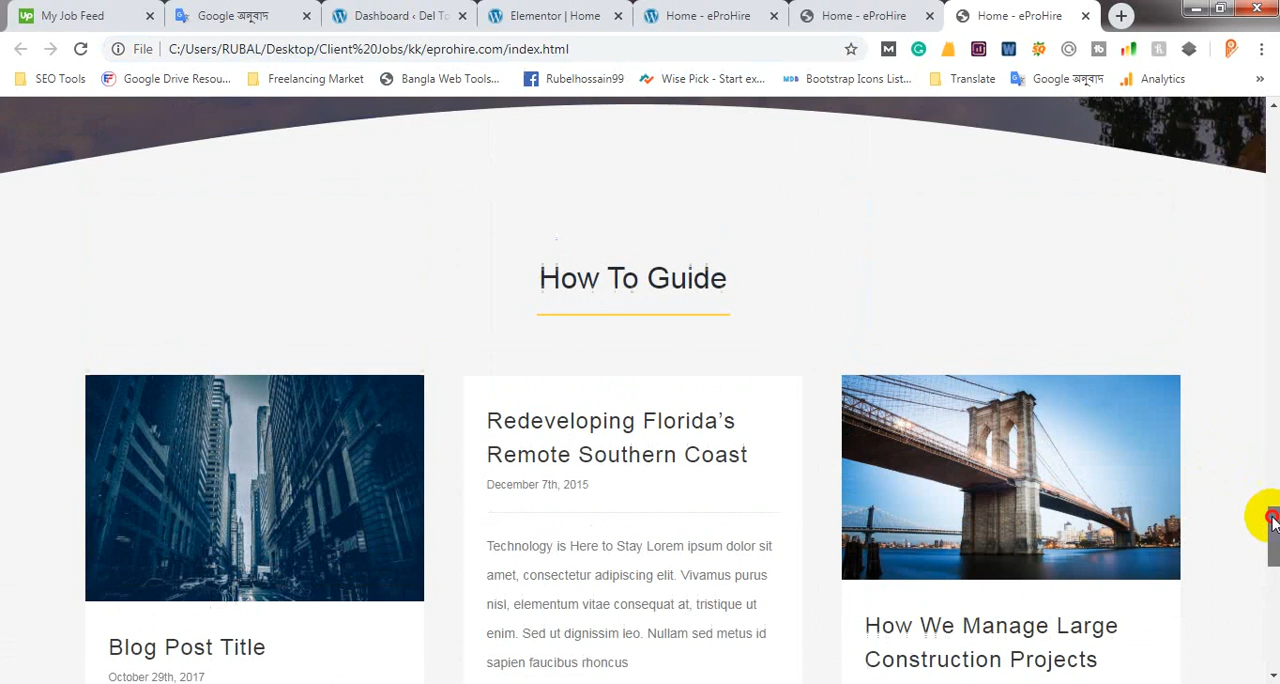 My Job Feed
Google অনুবাদ
Dashboard ‹ Del To
Elementor | Home
Home - eProHire
Home - eProHire
Home - eProHire
File
C:/Users/RUBAL/Desktop/Client%20Jobs/kk/eprohire.com/index.html
SEO Tools
Google Drive Resou...
Freelancing Market
Bangla Web Tools...
Rubelhossain99
Wise Pick - Start ex...
MDB
Bootstrap Icons List...
Translate
Google অনুবাদ
Analytics
»
How To Guide
Redeveloping Florida’s
Remote Southern Coast
December 7th, 2015
Technology is Here to Stay Lorem ipsum dolor sit
amet, consectetur adipiscing elit. Vivamus purus
nisl, elementum vitae consequat at, tristique ut
enim. Sed ut dignissim leo. Nullam sed metus id
sapien faucibus rhoncus
Blog Post Title
October 29th, 2017
How We Manage Large
Construction Projects